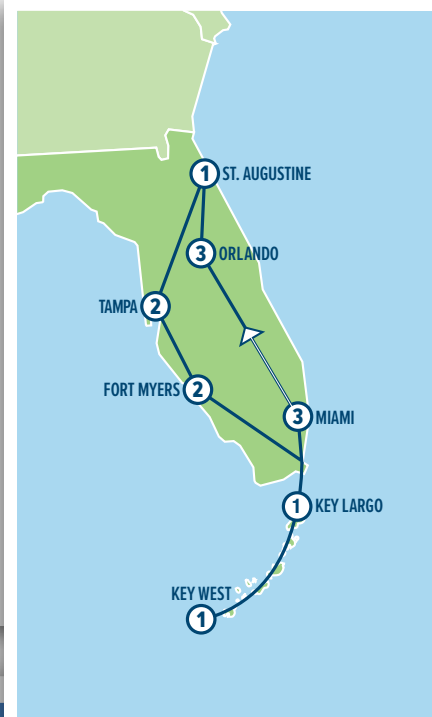 1 ST. AUGUSTINE
3 ORLANDO
TAMPA 2
FORT MYERS 2
3 MIAMI
1 KEY LARGO
KEY WEST
1